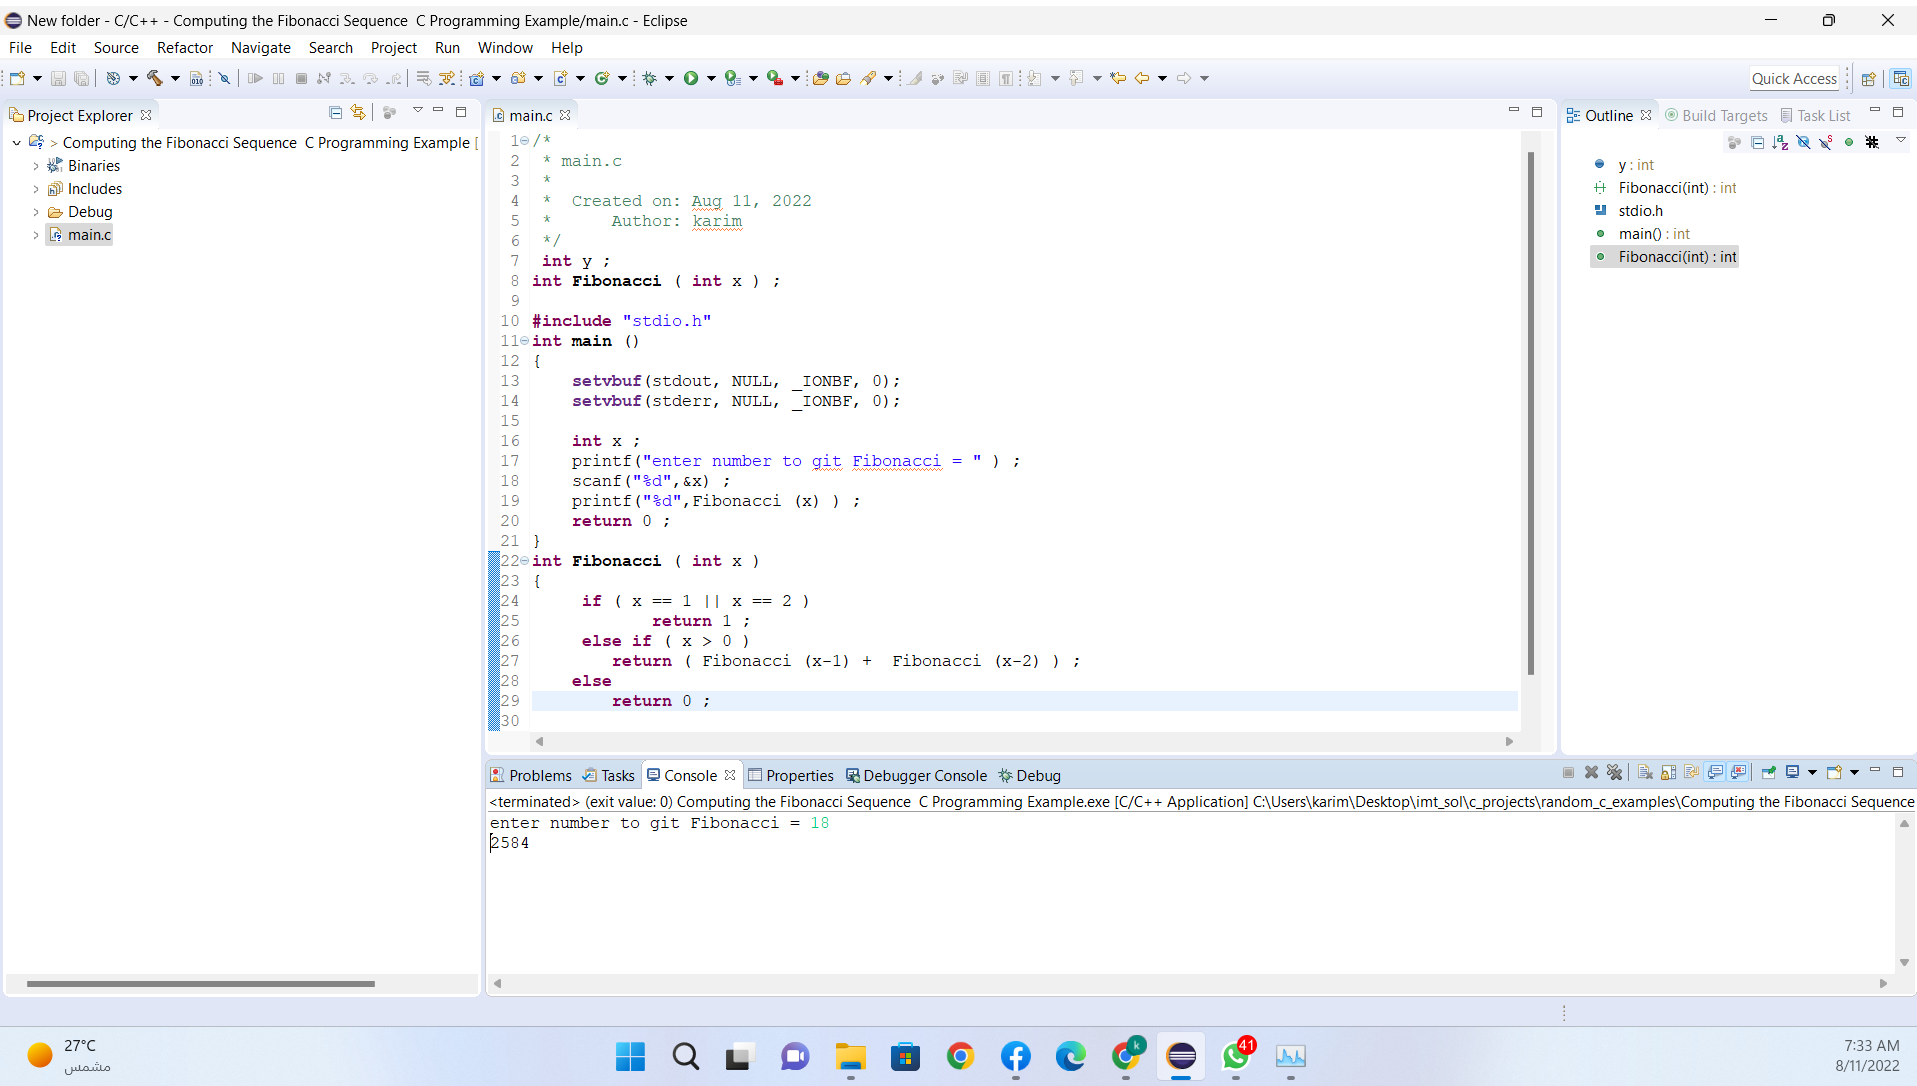 New folder - C/C++ - Computing the Fibonacci Sequence  C Programming Example/main.c - Eclipse
File Edit Source Refactor Navigate Search Project Run Window Help
Quick Access
Project Explorer
> Computing the Fibonacci Sequence  C Programming Example [
Binaries
Includes
Debug
main.c
main.c
1 /*
2  * main.c
3  *
4  *  Created on: Aug 11, 2022
5  *      Author: karim
6  */
7  int y ;
8 int Fibonacci ( int x ) ;
9
10 #include "stdio.h"
11 int main ()
12 {
13     setvbuf(stdout, NULL, _IONBF, 0);
14     setvbuf(stderr, NULL, _IONBF, 0);
15
16     int x ;
17     printf("enter number to git Fibonacci = " ) ;
18     scanf("%d",&x) ;
19     printf("%d",Fibonacci (x) ) ;
20     return 0 ;
21 }
22 int Fibonacci ( int x )
23 {
24      if ( x == 1 || x == 2 )
25             return 1 ;
26      else if ( x > 0 )
27         return ( Fibonacci (x-1) +  Fibonacci (x-2) ) ;
28     else
29         return 0 ;
30
Outline Build Targets Task List
y : int
Fibonacci(int) : int
stdio.h
main() : int
Fibonacci(int) : int
Problems Tasks Console Properties Debugger Console Debug
<terminated> (exit value: 0) Computing the Fibonacci Sequence  C Programming Example.exe [C/C++ Application] C:\Users\karim\Desktop\imt_sol\c_projects\random_c_examples\Computing the Fibonacci Sequence
enter number to git Fibonacci = 18
2584
27°C
مشمس
k
41
7:33 AM
8/11/2022